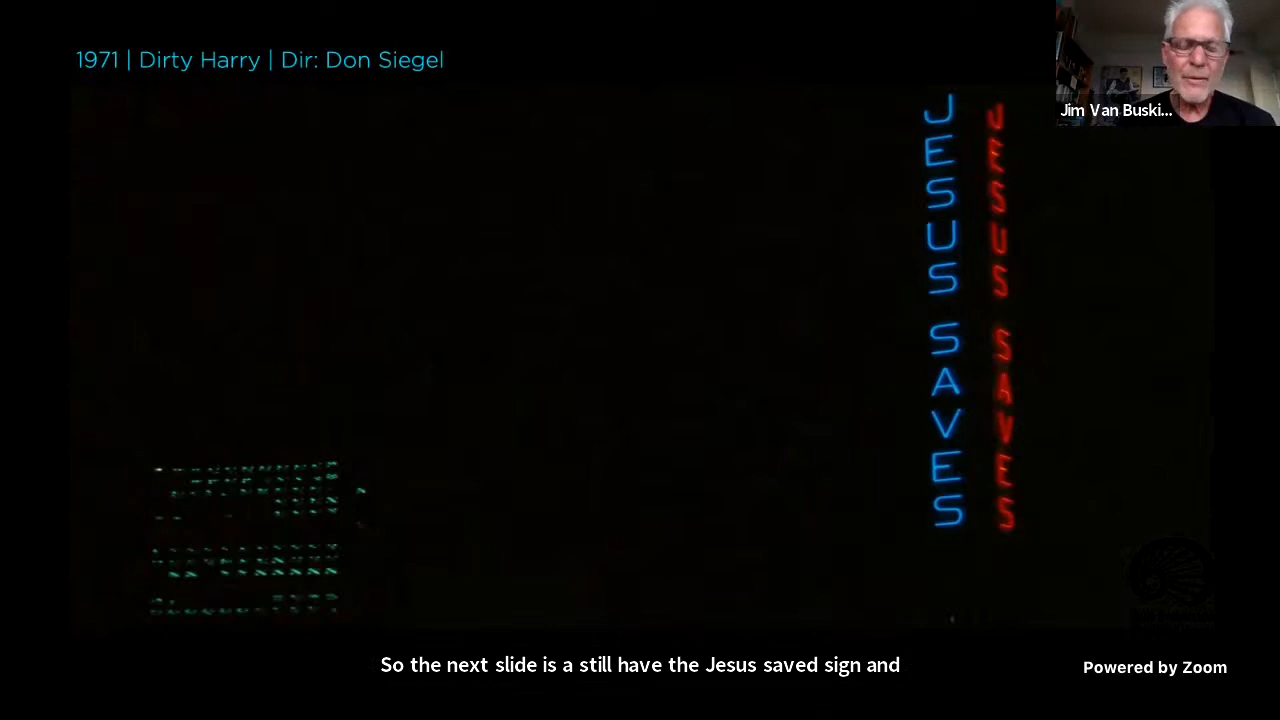 1971 | Dirty Harry | Dir: Don Siegel
Jim Van Buski...
JESUS SAVES
JESUS SAVES
So the next slide is a still have the Jesus saved sign and
Powered by Zoom